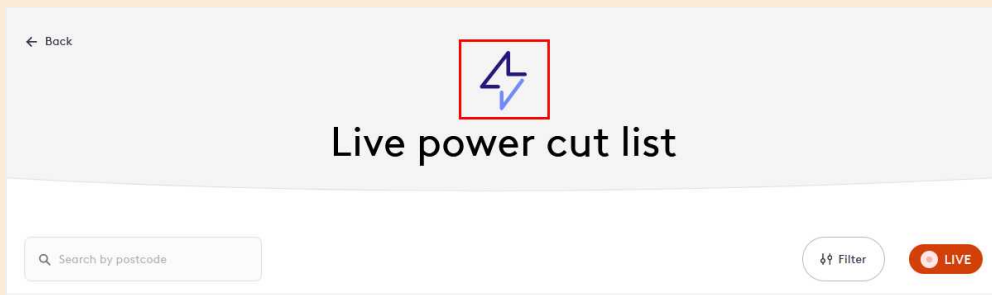 Back
Live power cut list
Search by postcode
Filter
LIVE